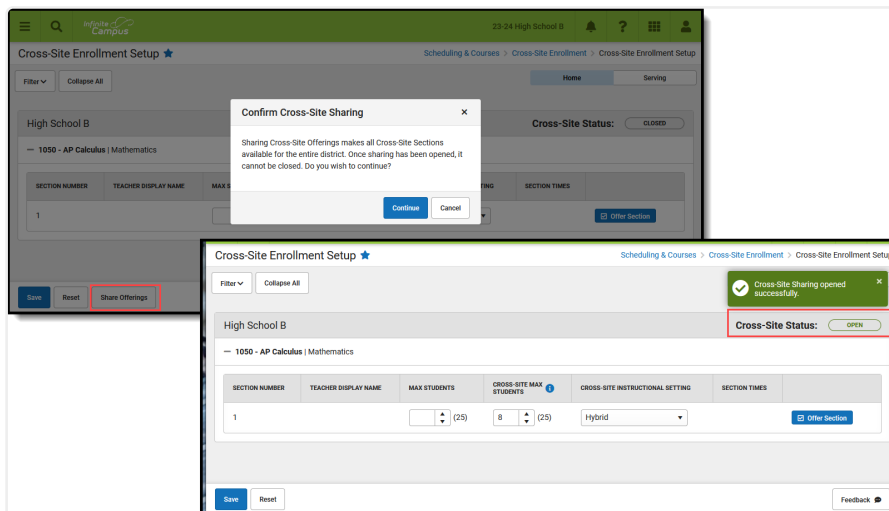 Infinite Campus
23-24 High School B
?
Cross-Site Enrollment Setup
Scheduling & Courses > Cross-Site Enrollment > Cross-Site Enrollment Setup
Filter
Collapse All
Home
Serving
High School B
Cross-Site Status:
CLOSED
1050 - AP Calculus | Mathematics
SECTION NUMBER
TEACHER DISPLAY NAME
SECTION TIMES
1
Offer Section
Save
Reset
Share Offerings
Confirm Cross-Site Sharing
×
Sharing Cross-Site Offerings makes all Cross-Site Sections
available for the entire district. Once sharing has been opened, it
cannot be closed. Do you wish to continue?
Continue
Cancel
Cross-Site Enrollment Setup
Scheduling & Courses > Cross-Site Enrollment > Cross-Site Enrollment Setup
Filter
Collapse All
Cross-Site Sharing opened
successfully.
×
High School B
Cross-Site Status:
OPEN
1050 - AP Calculus | Mathematics
SECTION NUMBER
TEACHER DISPLAY NAME
MAX STUDENTS
CROSS-SITE MAX
STUDENTS
CROSS-SITE INSTRUCTIONAL SETTING
SECTION TIMES
1
(25)
8
(25)
Hybrid
Offer Section
Save
Reset
Feedback